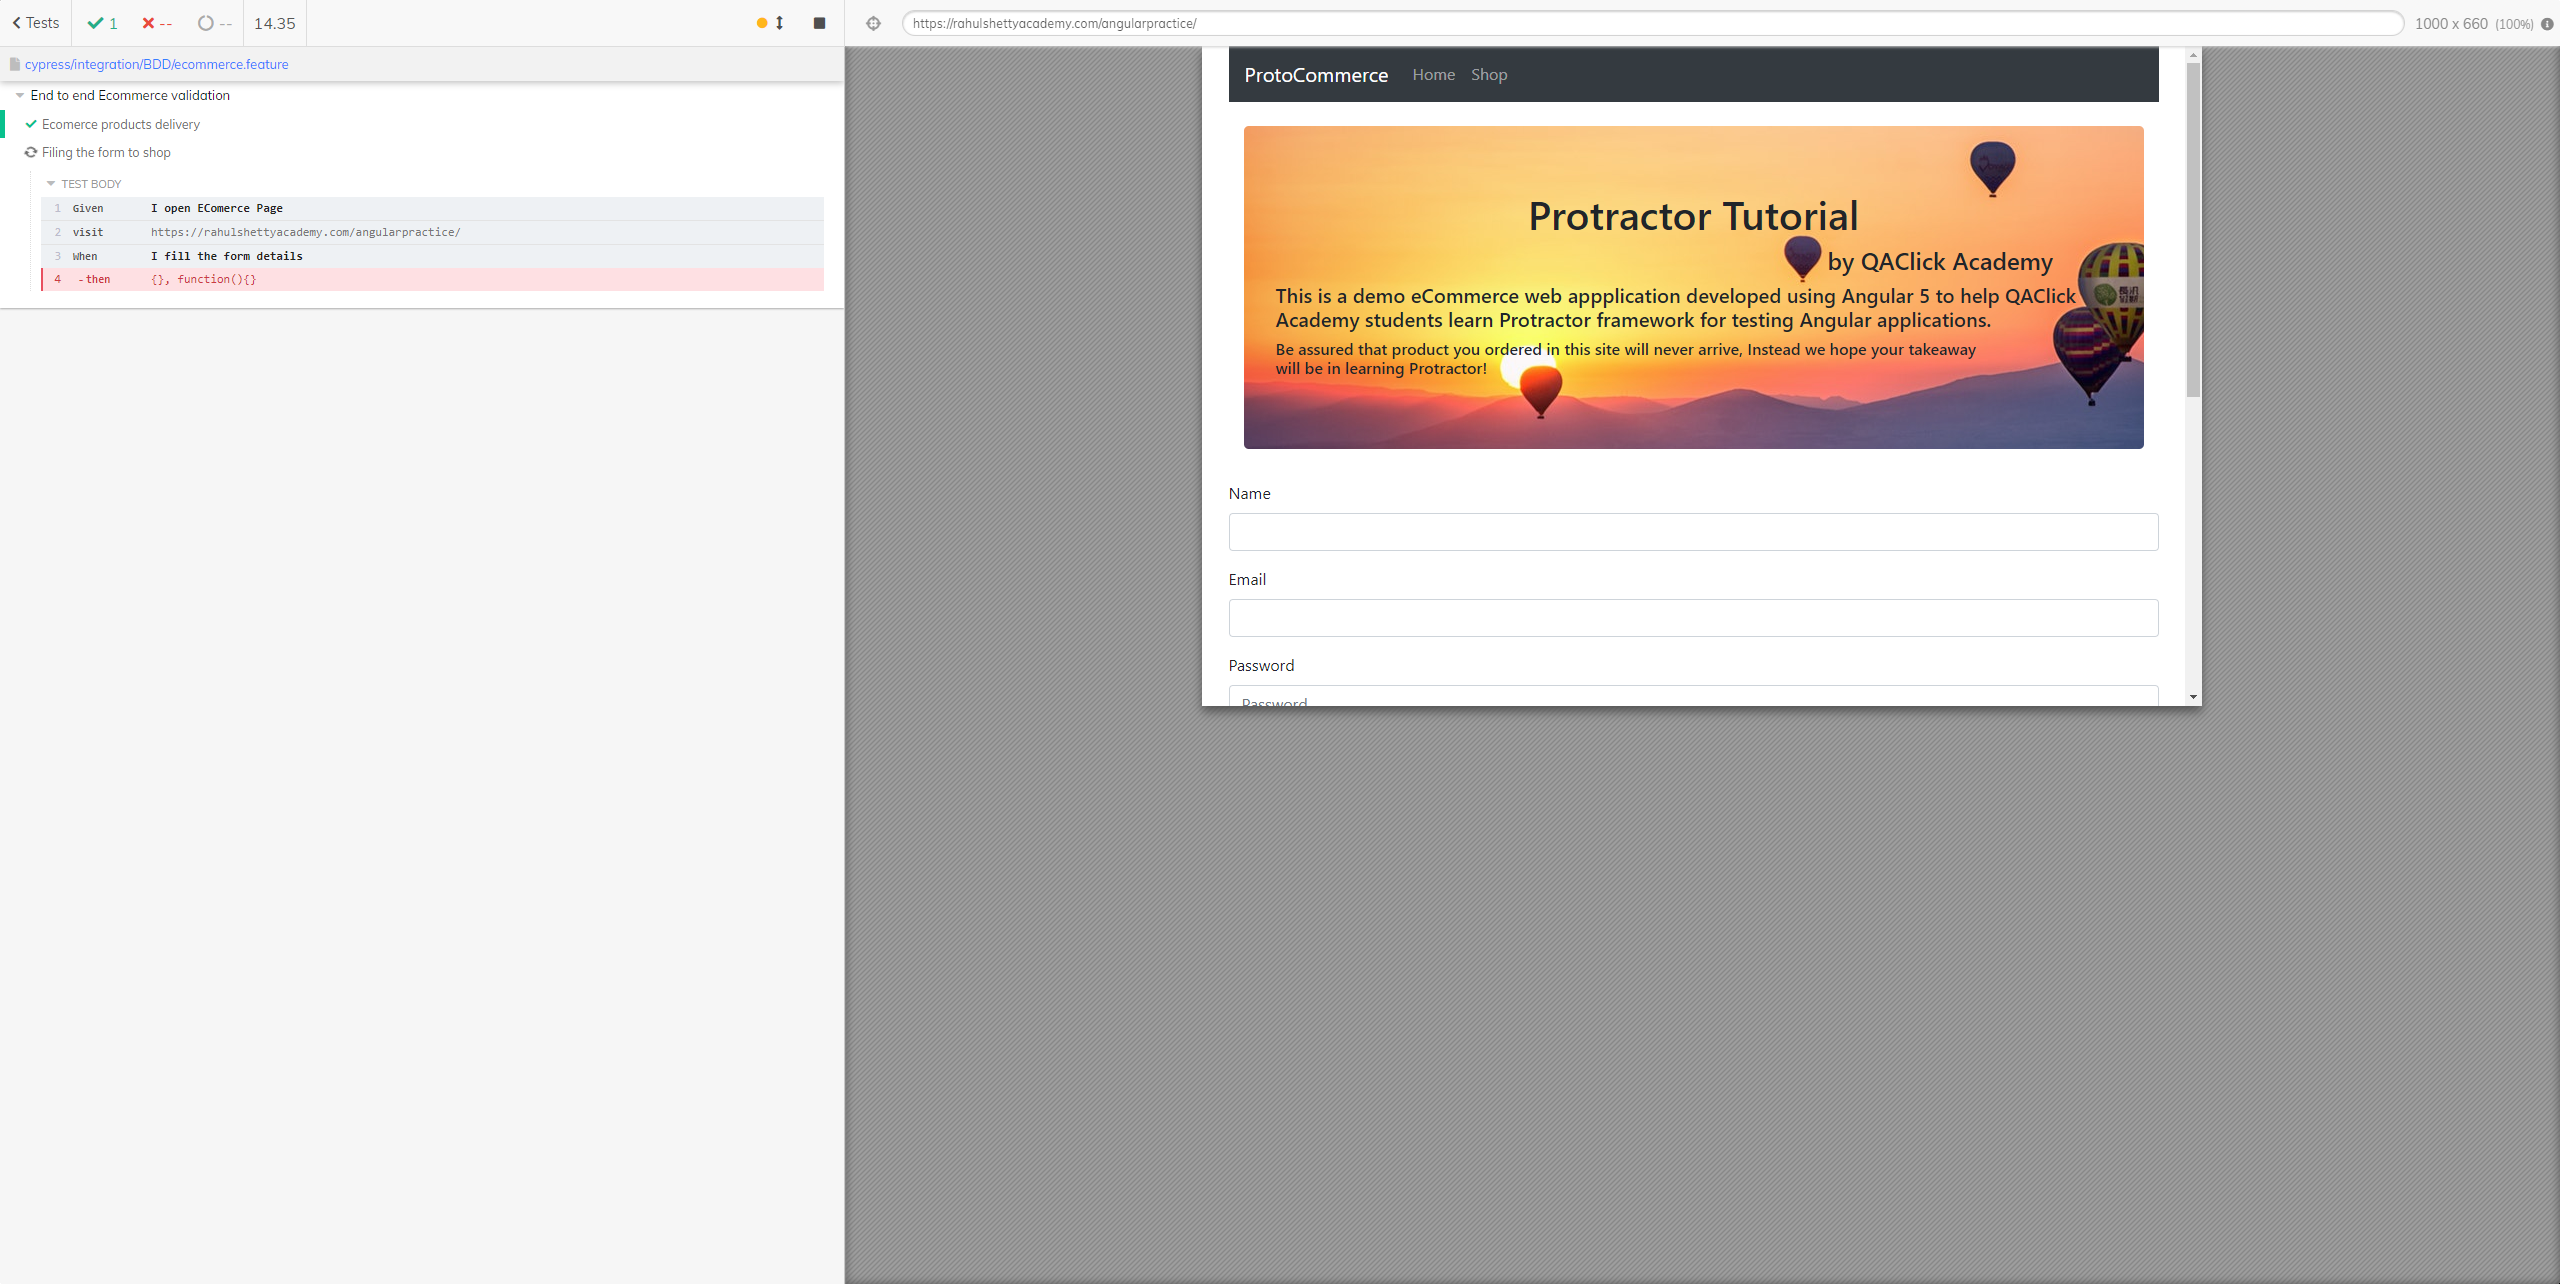 Tests 1 -- -- 14.35
cypress/integration/BDD/ecommerce.feature
End to end Ecommerce validation
Ecomerce products delivery
Filing the form to shop
TEST BODY
1 Given I open EComerce Page
2 visit https://rahulshettyacademy.com/angularpractice/
3 When I fill the form details
4 -then {}, function(){}
https://rahulshettyacademy.com/angularpractice/ 1000 x 660 (100%)
ProtoCommerce Home Shop
Protractor Tutorial
by QAClick Academy
This is a demo eCommerce web appplication developed using Angular 5 to help QAClick
Academy students learn Protractor framework for testing Angular applications.
Be assured that product you ordered in this site will never arrive, Instead we hope your takeaway
will be in learning Protractor!
Name
Email
Password
Password